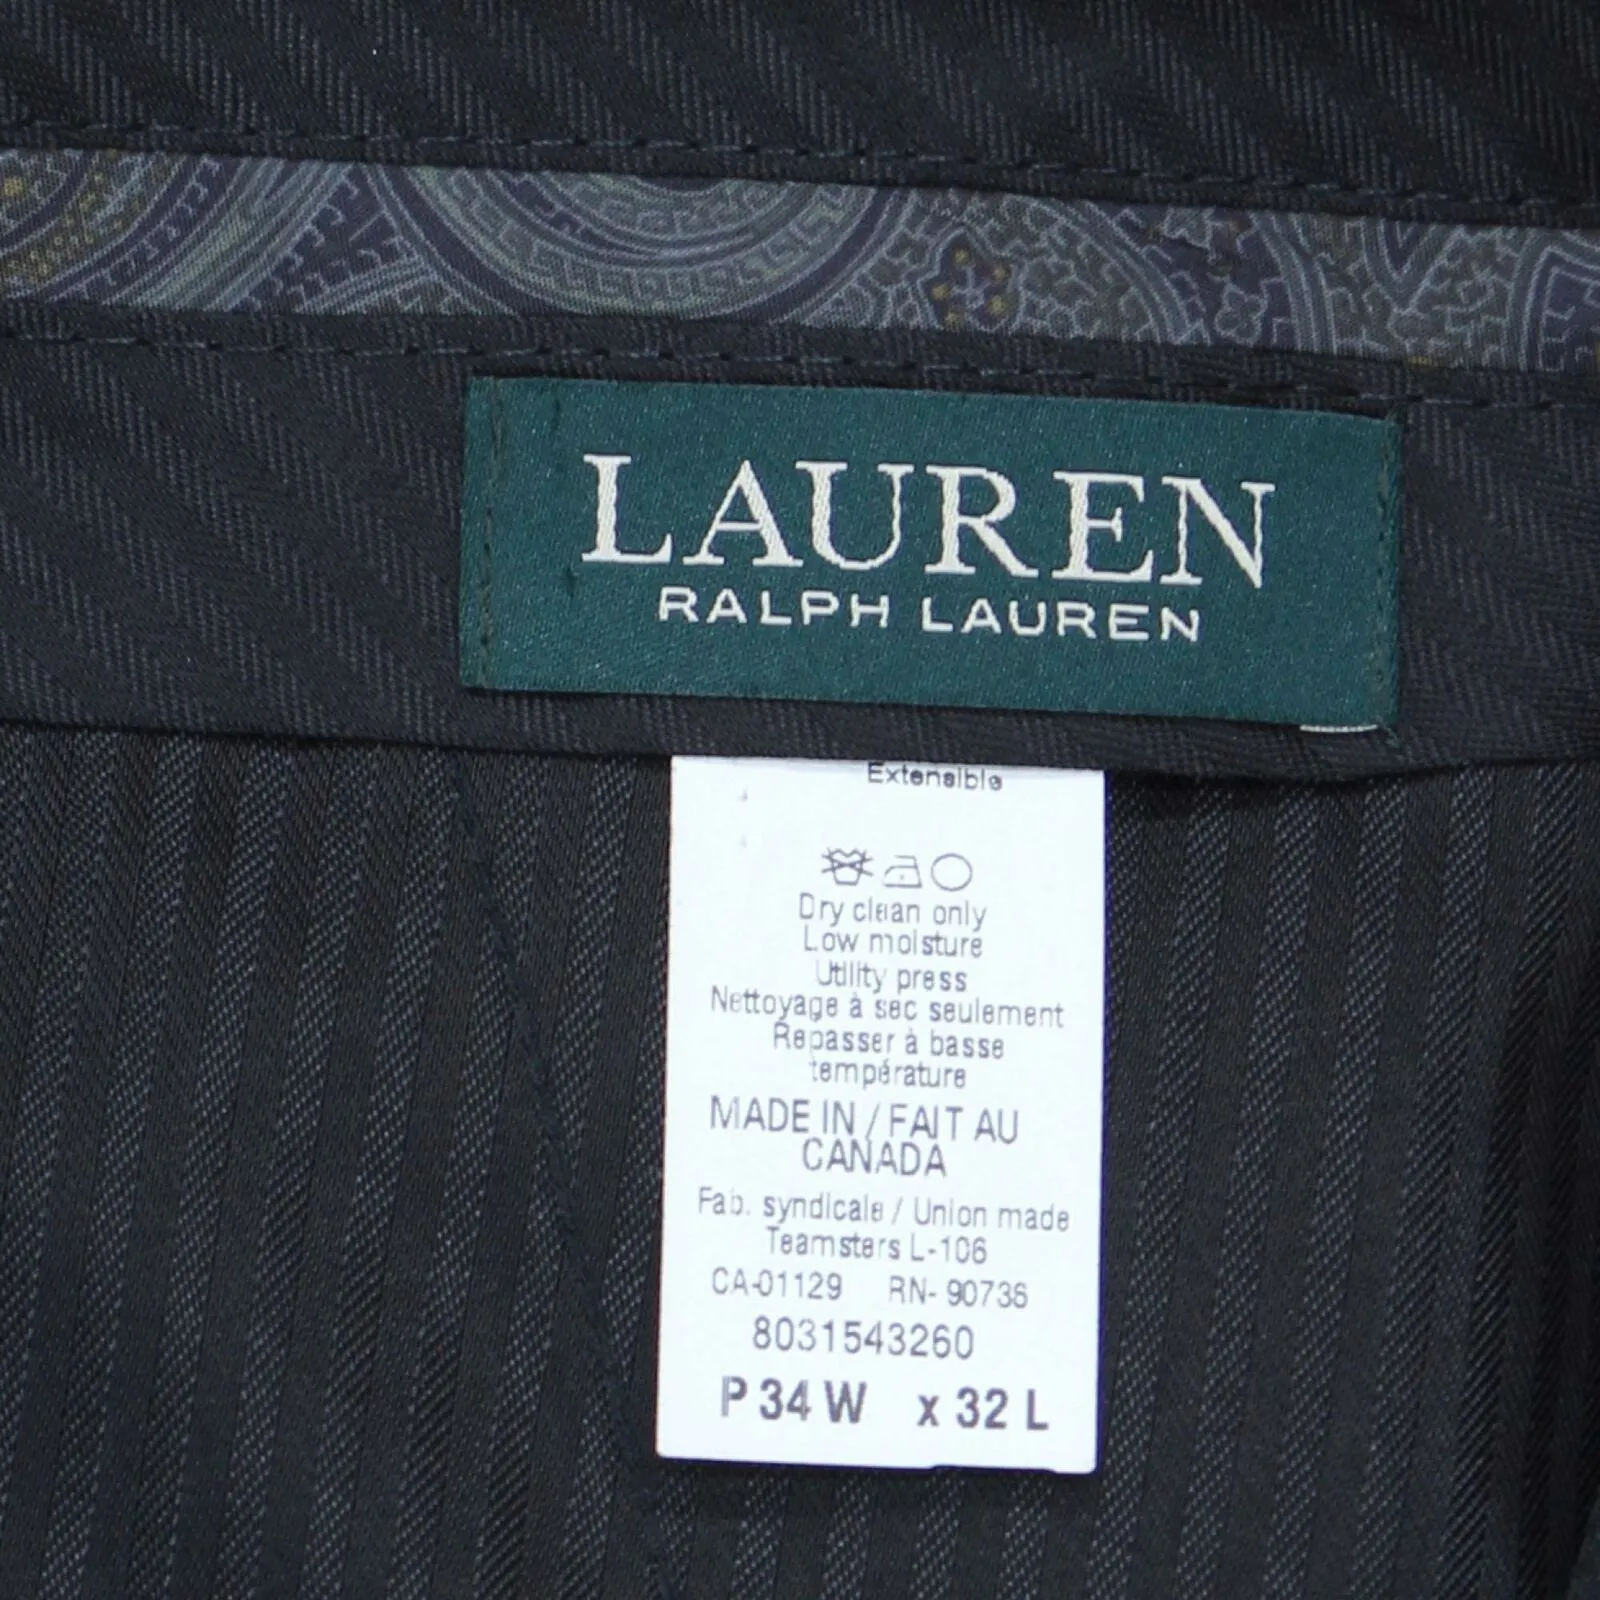 LAUREN
RALPH LAUREN
Extensible
Dry clean only
Low moisture
Utility press
Nettoyage à sec seulement
Repasser à basse
température
MADE IN / FAIT AU
CANADA
Fab. syndicale / Union made
Teamsters L-106
CA-01129 RN- 90736
8031543260
P 34 W x 32 L